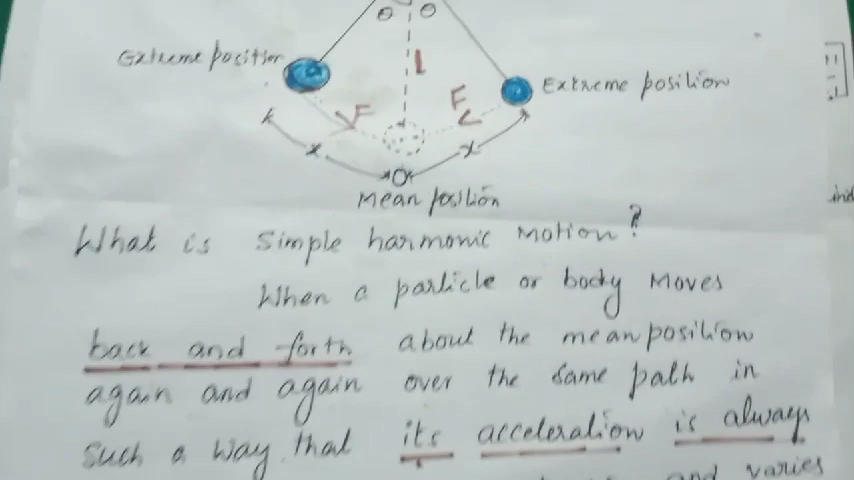 θ θ
Extreme position
l
F
F
Extreme position
x
x
O
Mean position
What is simple harmonic motion?
When a particle or body moves
back and forth about the mean position
again and again over the same path in
such a way that its acceleration is always
and varies